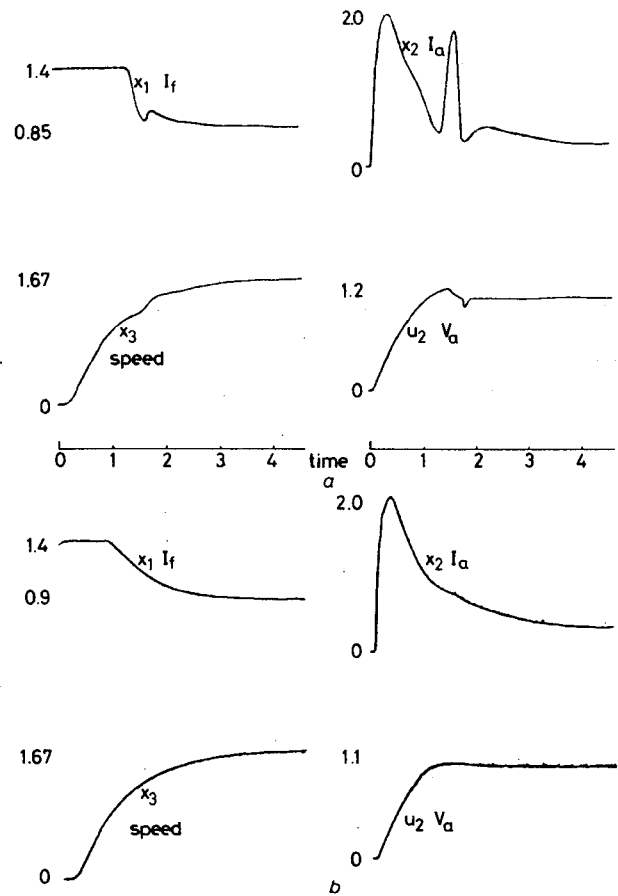 2.0
1.4
x1 If
x2 Ia
0.85
0
1.67
1.2
x3
speed
u2 Va
0
0
0 1 2 3 4 time 0 1 2 3 4
a
2.0
1.4
x1 If
x2 Ia
0.9
0
1.67
1.1
x3
speed
u2 Va
0
0
b